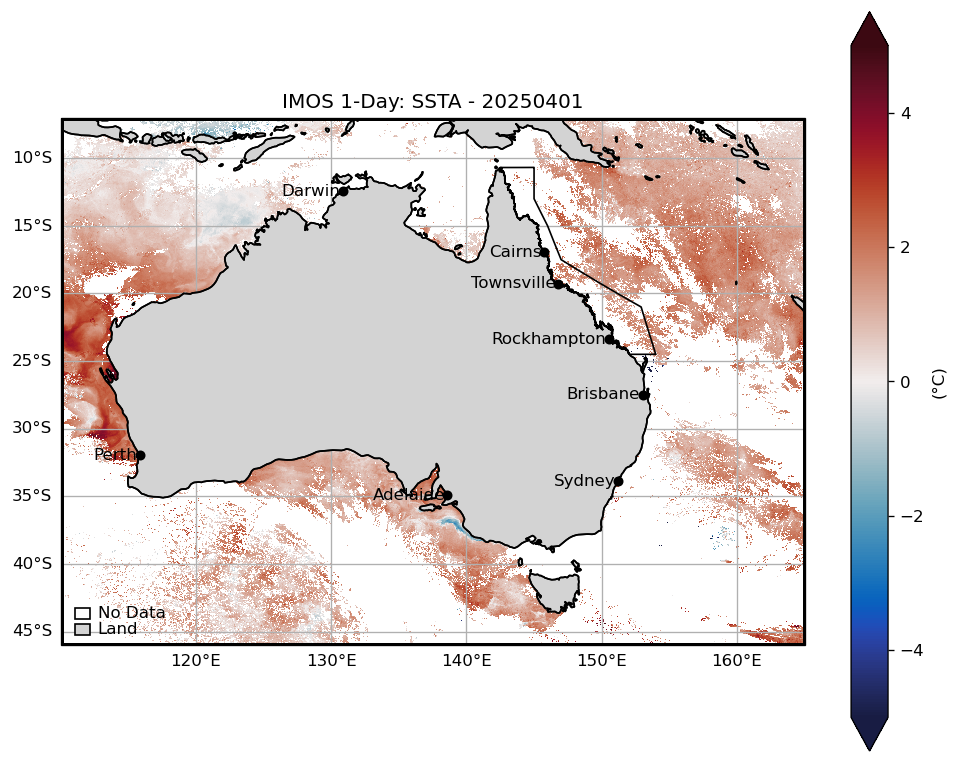 IMOS 1-Day: SSTA - 20250401
10°S
15°S
20°S
25°S
30°S
35°S
40°S
45°S
Darwin
Cairns
Townsville
Rockhampton
Brisbane
Perth
Sydney
Adelaide
No Data
Land
120°E
130°E
140°E
150°E
160°E
4
2
0
−2
−4
(°C)